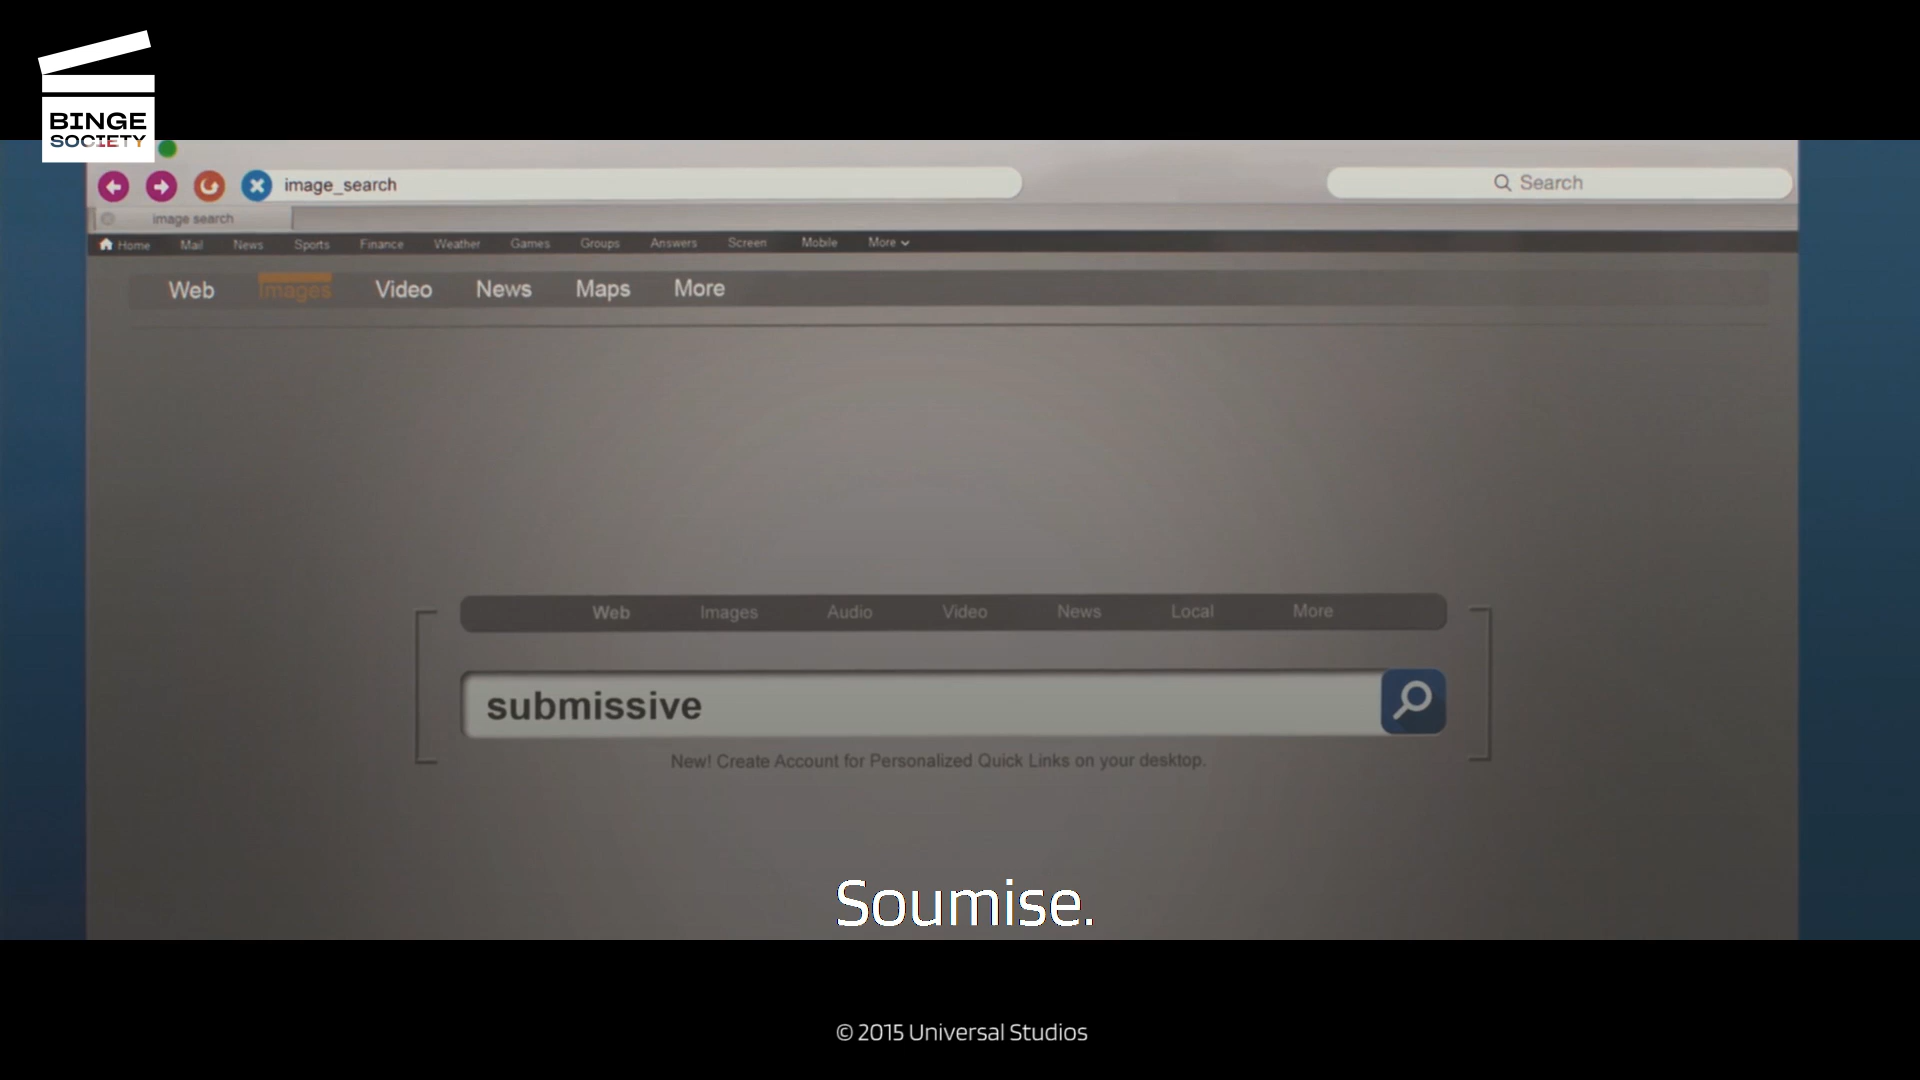 BINGE
SOCIETY
image_search
Search
image search
Home Mail News Sports Finance Weather Games Groups Answers Screen Mobile More
Web Images Video News Maps More
Web Images Audio Video News Local More
submissive
New! Create Account for Personalized Quick Links on your desktop.
Soumise.
© 2015 Universal Studios